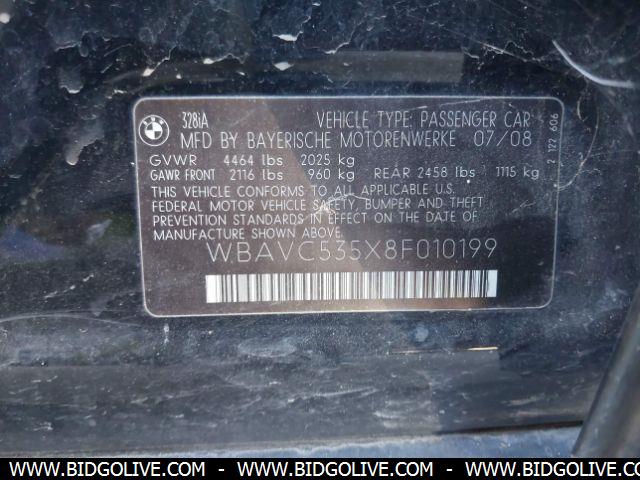 BMW
328iA
VEHICLE TYPE: PASSENGER CAR
MFD BY BAYERISCHE MOTORENWERKE 07/08
GVWR 4464 lbs 2025 kg
GAWR FRONT 2116 lbs 960 kg REAR 2458 lbs 1115 kg
THIS VEHICLE CONFORMS TO ALL APPLICABLE U.S.
FEDERAL MOTOR VEHICLE SAFETY, BUMPER AND THEFT
PREVENTION STANDARDS IN EFFECT ON THE DATE OF
MANUFACTURE SHOWN ABOVE.
WBAVC535X8F010199
2 122 606
WWW.BIDGOLIVE.COM - WWW.BIDGOLIVE.COM - WWW.BIDGOLIVE.COM